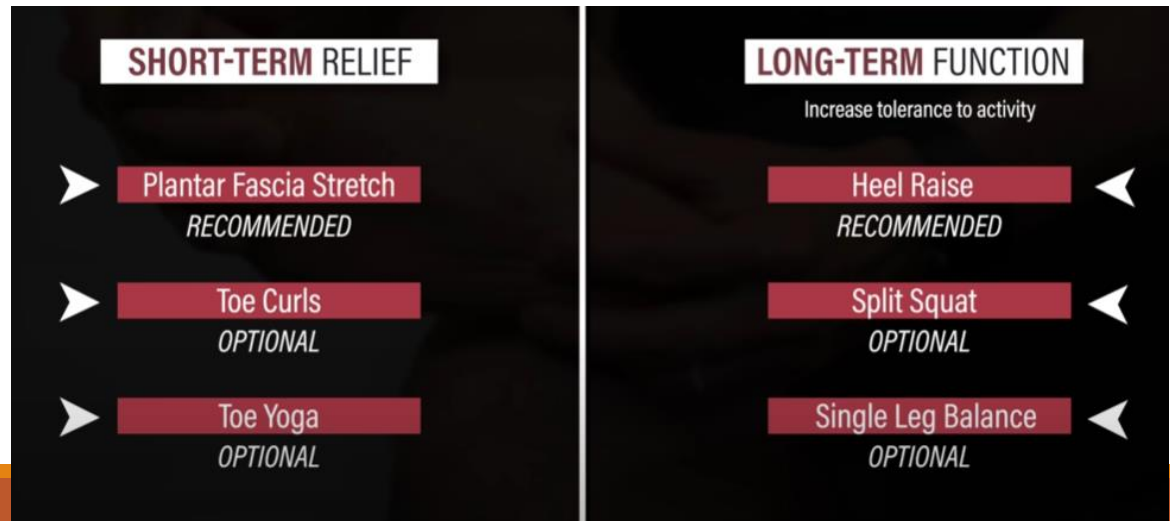 SHORT-TERM RELIEF
Plantar Fascia Stretch
RECOMMENDED
Toe Curls
OPTIONAL
Toe Yoga
OPTIONAL
LONG-TERM FUNCTION
Increase tolerance to activity
Heel Raise
RECOMMENDED
Split Squat
OPTIONAL
Single Leg Balance
OPTIONAL